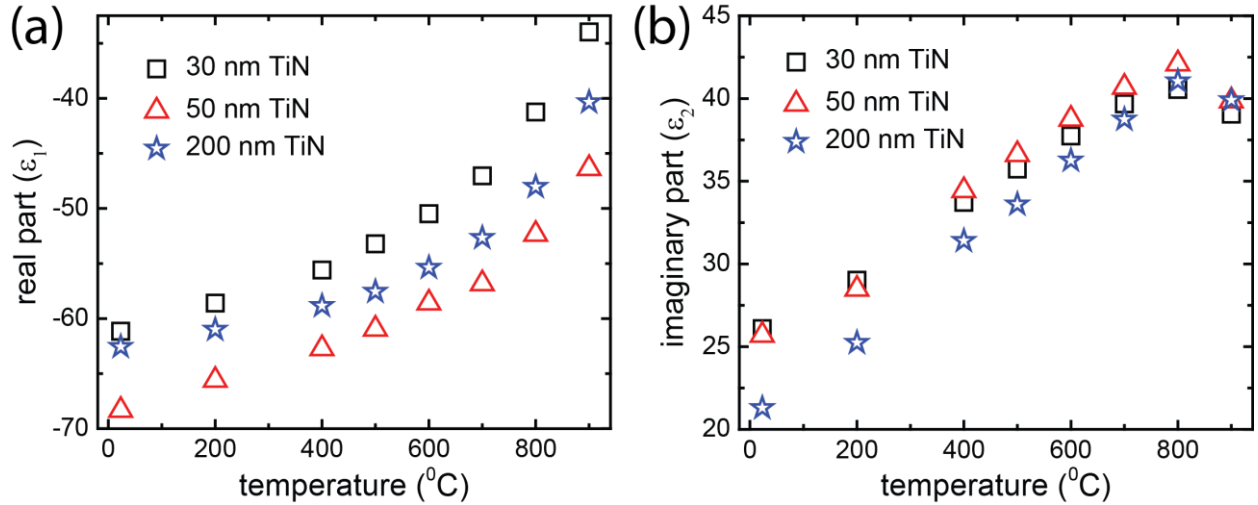 (a)
real part (ε₁)
-40
-50
-60
-70
30 nm TiN
50 nm TiN
200 nm TiN
0
200
400
600
800
temperature (⁰C)
(b)
imaginary part (ε₂)
45
40
35
30
25
20
30 nm TiN
50 nm TiN
200 nm TiN
0
200
400
600
800
temperature (⁰C)